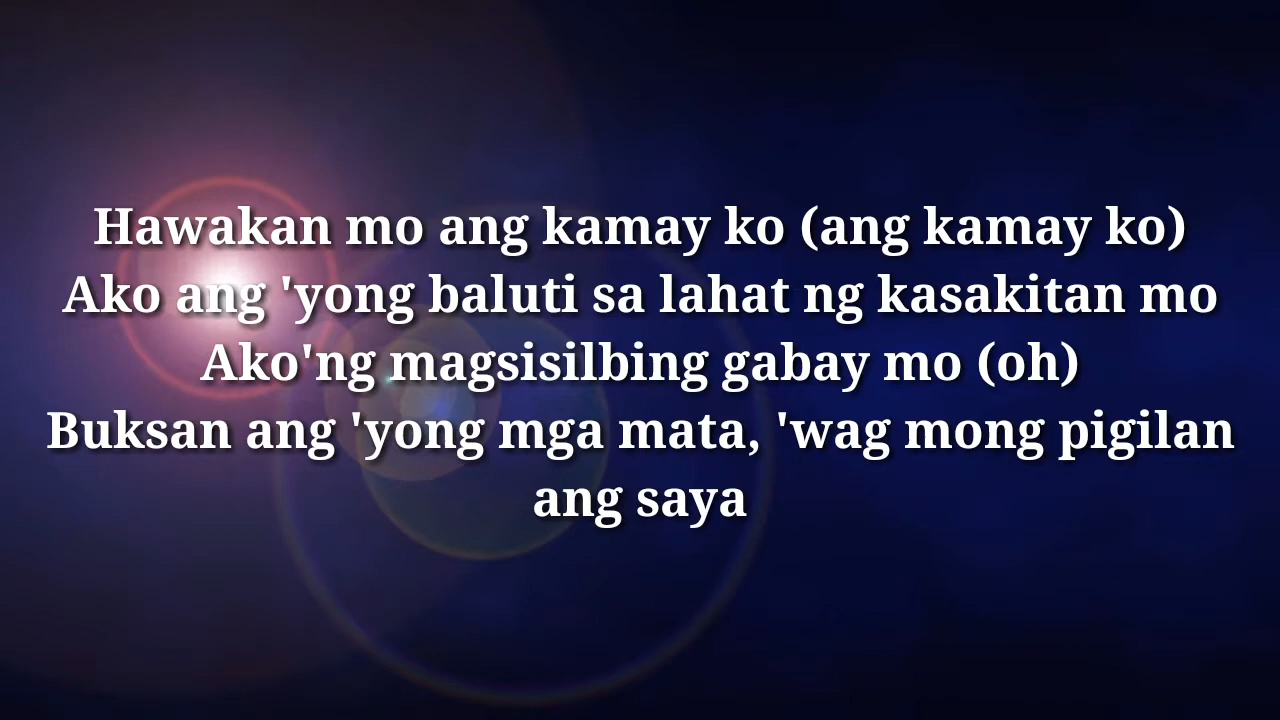 Hawakan mo ang kamay ko (ang kamay ko)
Ako ang 'yong baluti sa lahat ng kasakitan mo
Ako'ng magsisilbing gabay mo (oh)
Buksan ang 'yong mga mata, 'wag mong pigilan
ang saya